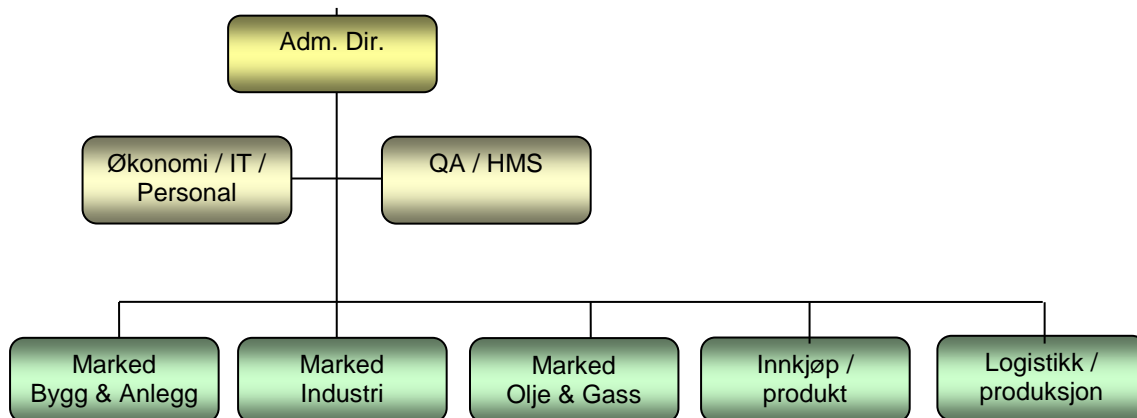 Adm. Dir.
Økonomi / IT /
Personal
QA / HMS
Marked
Bygg & Anlegg
Marked
Industri
Marked
Olje & Gass
Innkjøp /
produkt
Logistikk /
produksjon